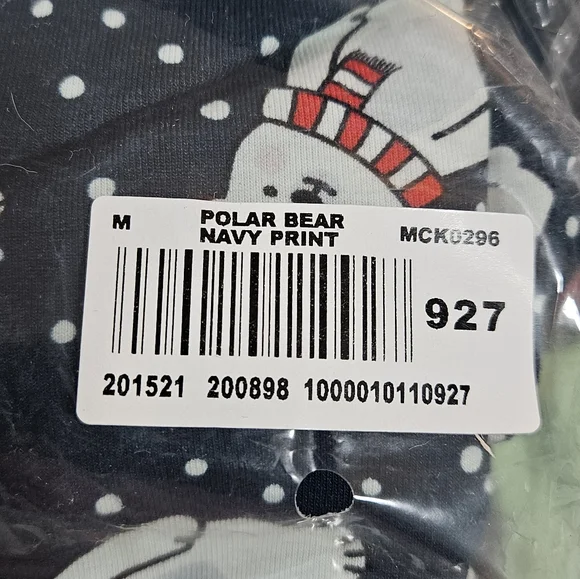 M POLAR BEAR MCK0296
NAVY PRINT
927
201521 200898 1000010110927